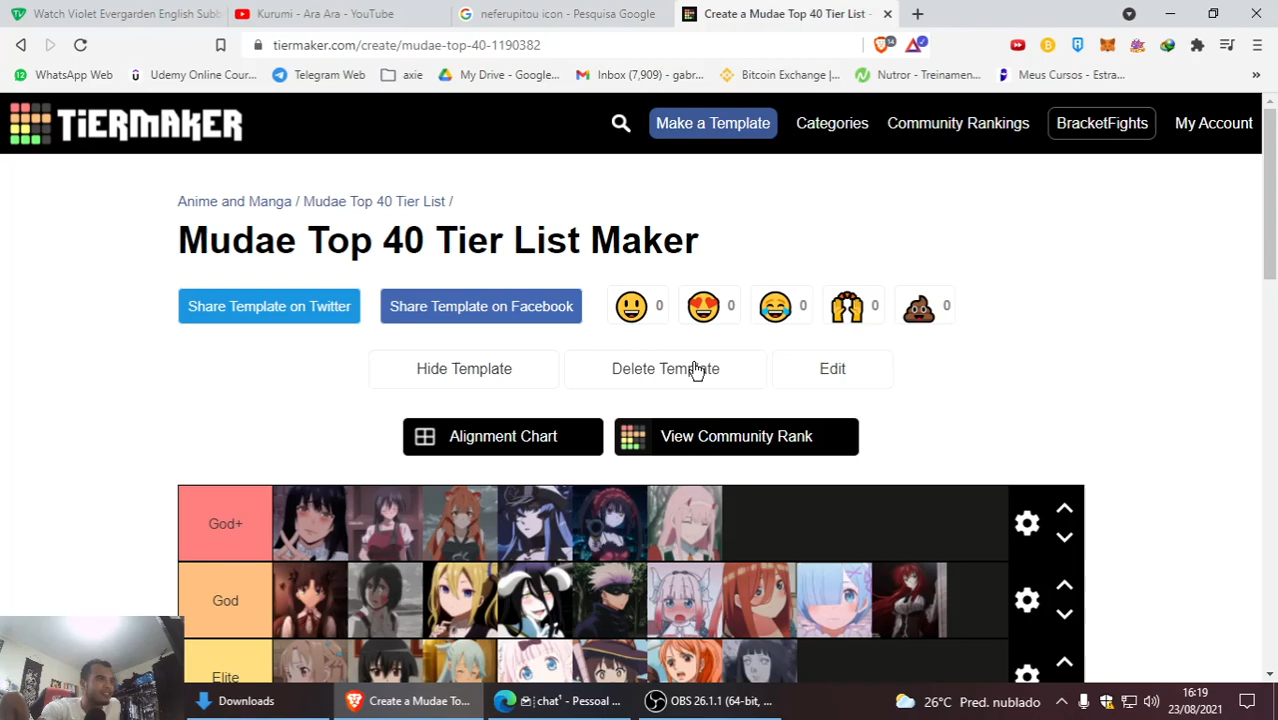 Watch Violet Evergarden English Subb
Kurumi - Ara Ara - YouTube
neferupitou icon - Pesquisa Google
Create a Mudae Top 40 Tier List -
tiermaker.com/create/mudae-top-40-1190382
14
WhatsApp Web
Udemy Online Cour...
Telegram Web
axie
My Drive - Google...
Inbox (7,909) - gabr...
Bitcoin Exchange |...
Nutror - Treinamen...
Meus Cursos - Estra...
TiERMAKER
Make a Template
Categories
Community Rankings
BracketFights
My Account
Anime and Manga / Mudae Top 40 Tier List /
Mudae Top 40 Tier List Maker
Share Template on Twitter
Share Template on Facebook
0
0
0
0
0
Hide Template
Delete Template
Edit
Alignment Chart
View Community Rank
God+
God
Elite
Downloads
Create a Mudae To...
chat¹ - Pessoal ...
OBS 26.1.1 (64-bit, ...
26°C Pred. nublado
16:19
23/08/2021